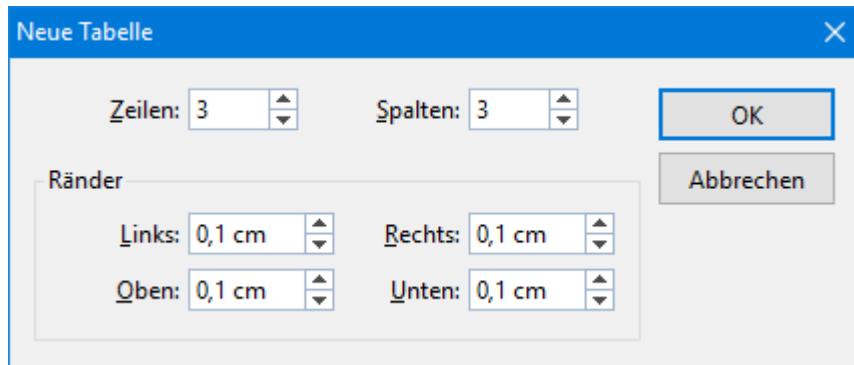 Neue Tabelle
Zeilen: 3 Spalten: 3 OK
Ränder Abbrechen
Links: 0,1 cm Rechts: 0,1 cm
Oben: 0,1 cm Unten: 0,1 cm